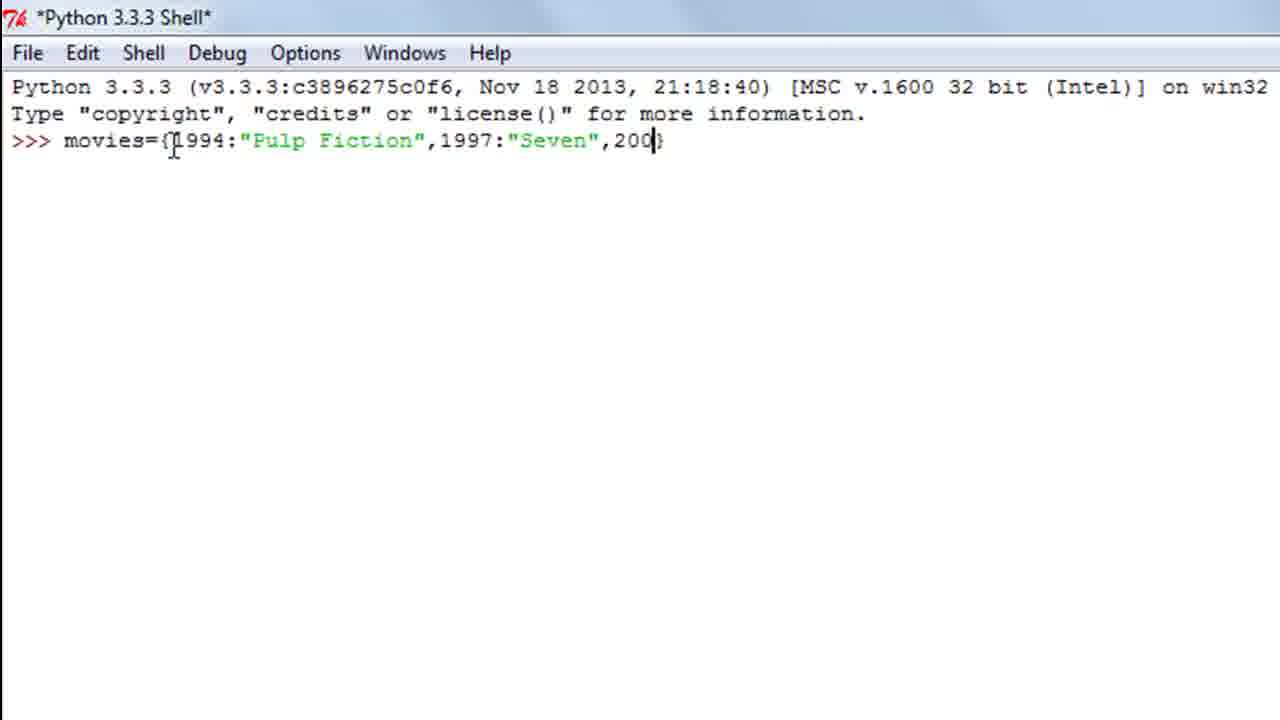 *Python 3.3.3 Shell*
File Edit Shell Debug Options Windows Help
Python 3.3.3 (v3.3.3:c3896275c0f6, Nov 18 2013, 21:18:40) [MSC v.1600 32 bit (Intel)] on win32
Type "copyright", "credits" or "license()" for more information.
>>> movies={1994:"Pulp Fiction",1997:"Seven",200}